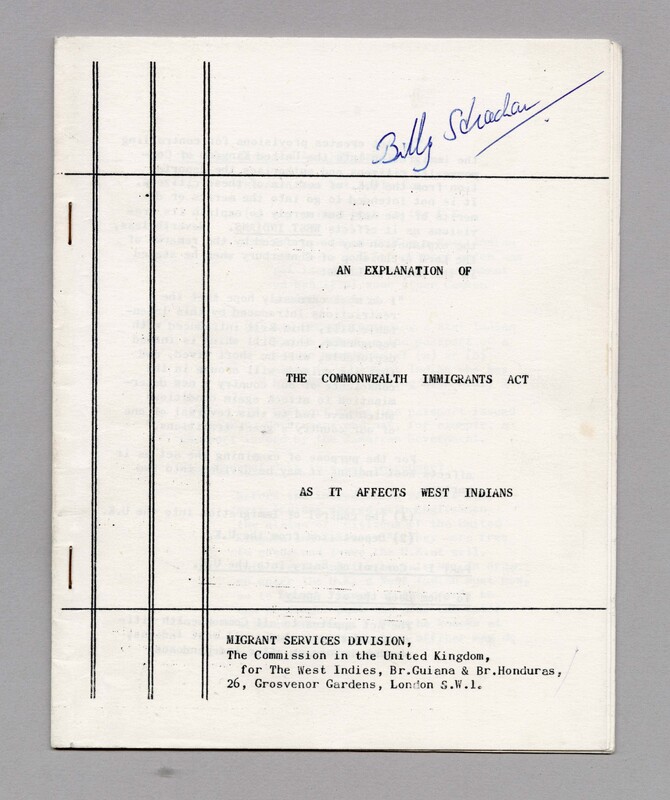 Billy Strachan
AN EXPLANATION OF
THE COMMONWEALTH IMMIGRANTS ACT
AS IT AFFECTS WEST INDIANS
MIGRANT SERVICES DIVISION,
The Commission in the United Kingdom,
for The West Indies, Br.Guiana & Br.Honduras,
26, Grosvenor Gardens, London S.W.1.